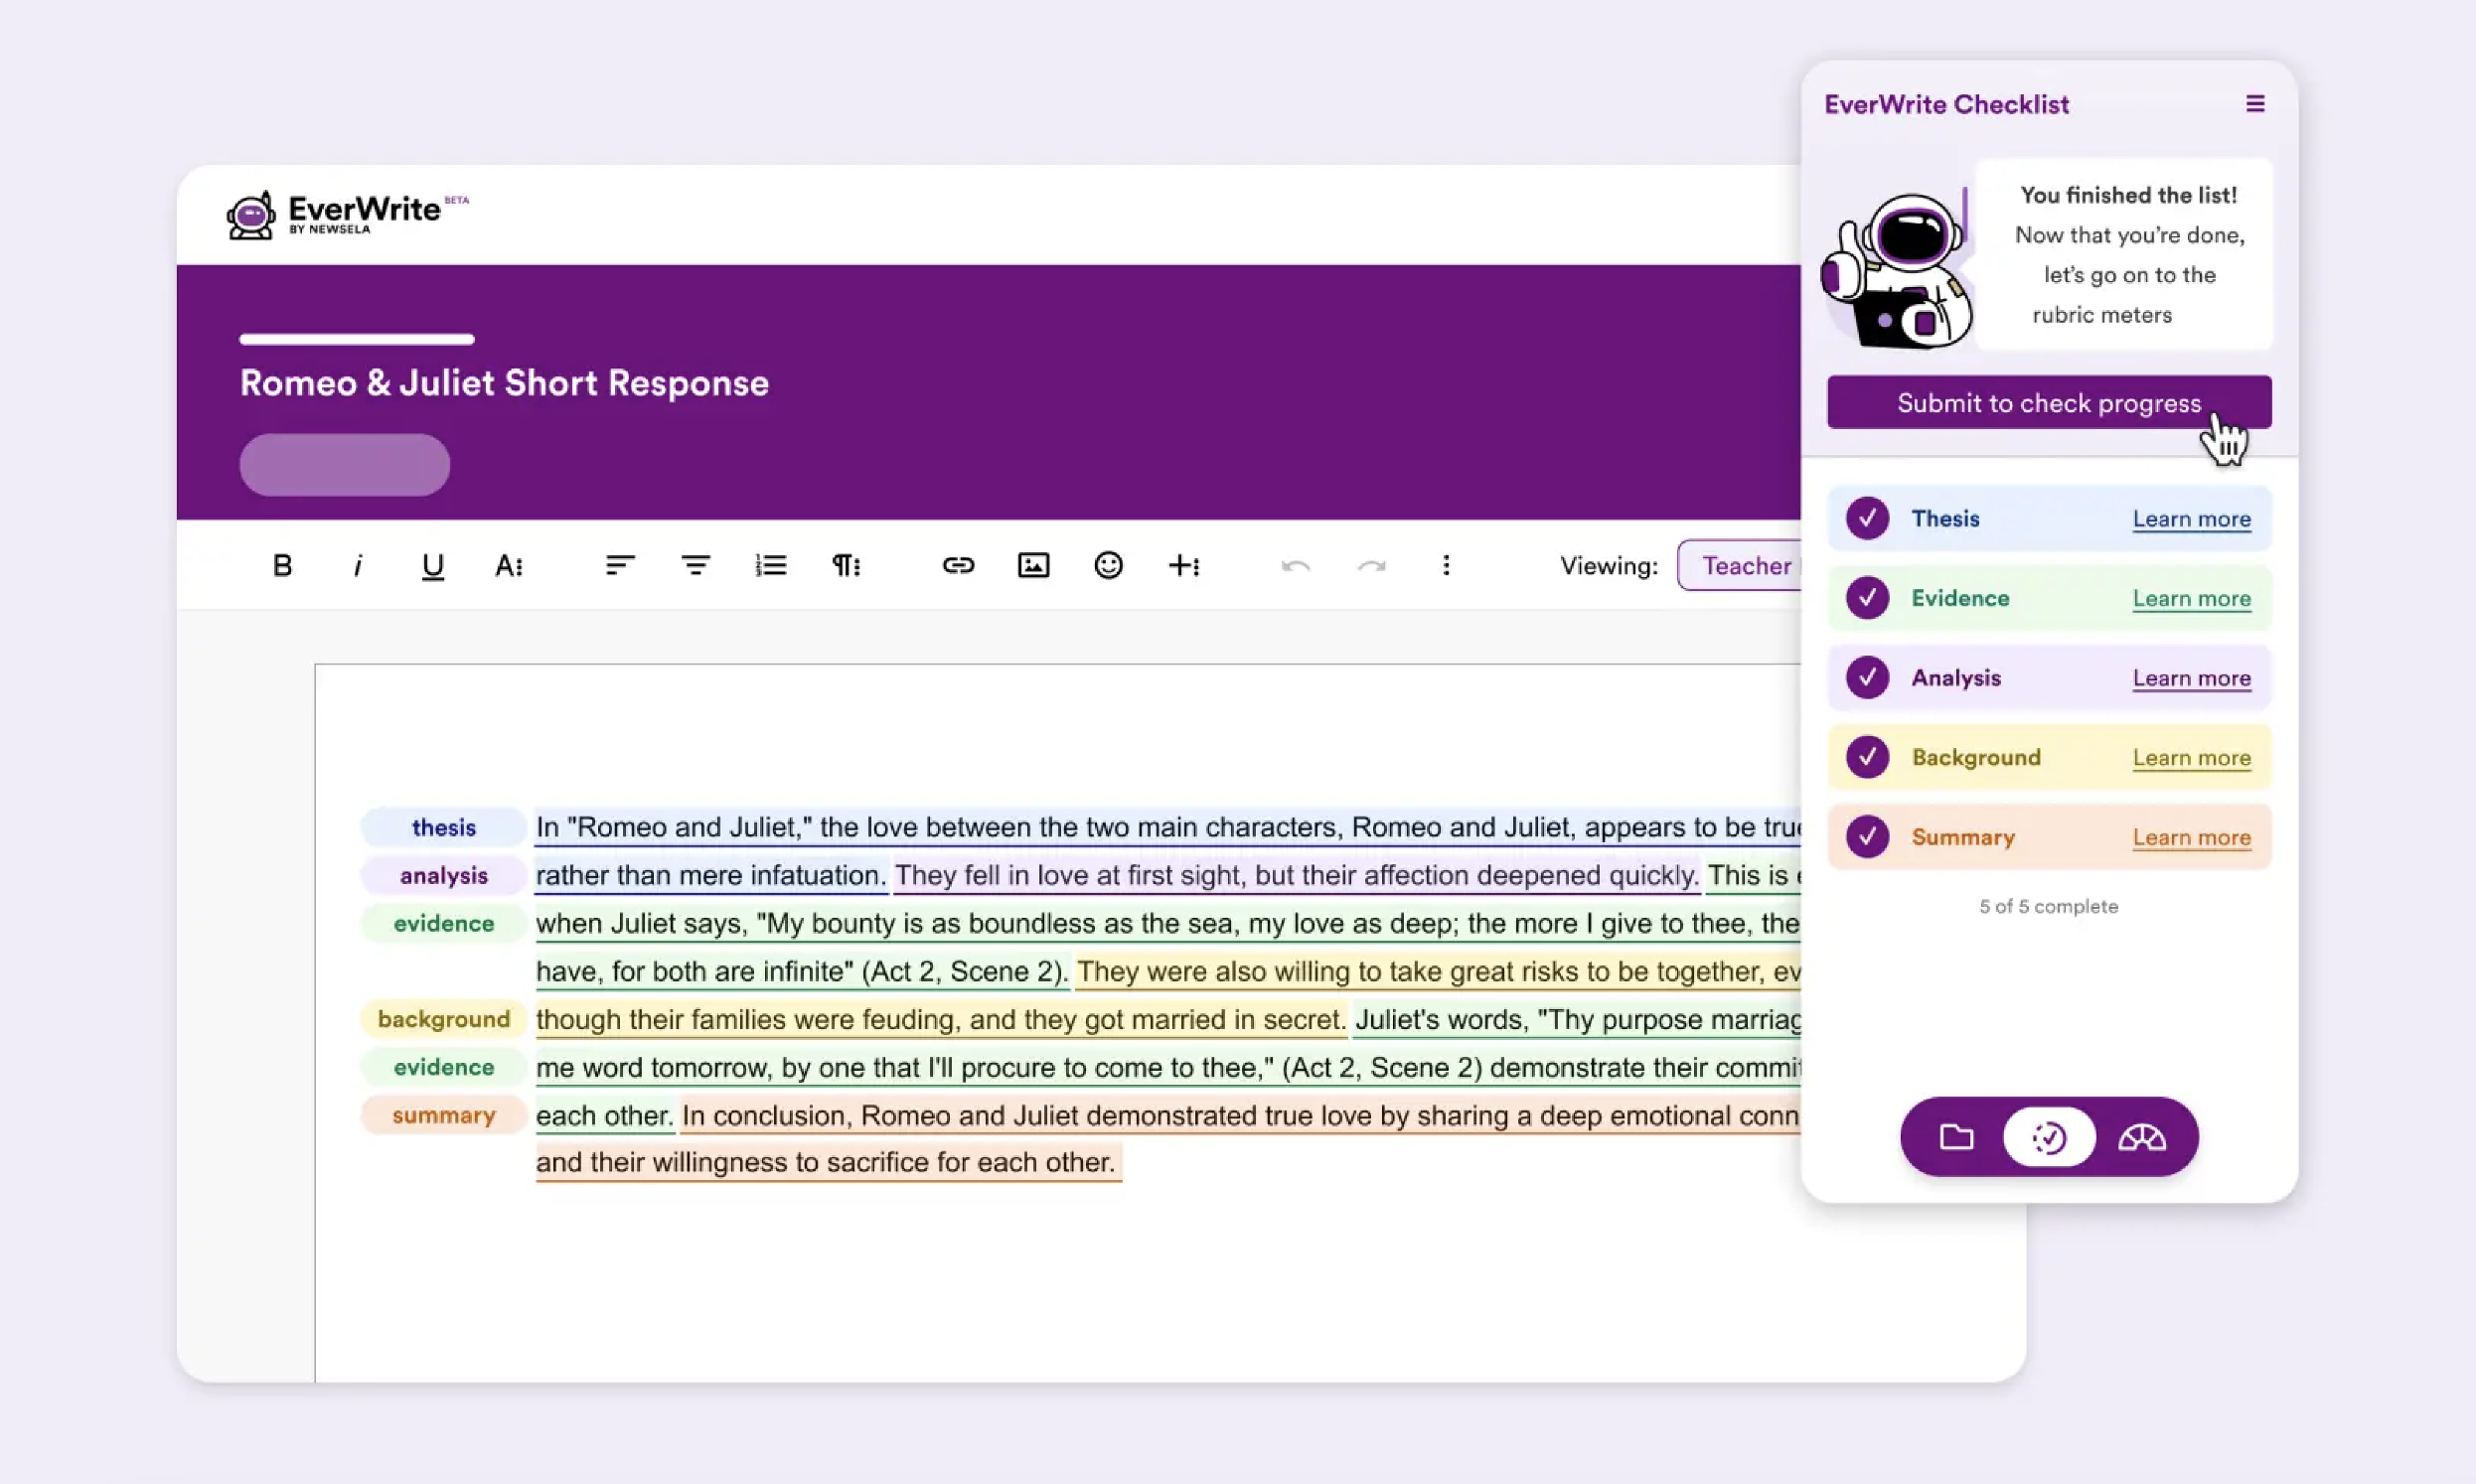 EverWrite BETA
BY NEWSELA
Romeo & Juliet Short Response
B i U A
Viewing: Teacher
thesis In "Romeo and Juliet," the love between the two main characters, Romeo and Juliet, appears to be true
analysis rather than mere infatuation. They fell in love at first sight, but their affection deepened quickly. This is
evidence when Juliet says, "My bounty is as boundless as the sea, my love as deep; the more I give to thee, the
have, for both are infinite" (Act 2, Scene 2). They were also willing to take great risks to be together, ev
background though their families were feuding, and they got married in secret. Juliet's words, "Thy purpose marriag
evidence me word tomorrow, by one that I'll procure to come to thee," (Act 2, Scene 2) demonstrate their commit
summary each other. In conclusion, Romeo and Juliet demonstrated true love by sharing a deep emotional conn
and their willingness to sacrifice for each other.
EverWrite Checklist
You finished the list!
Now that you're done,
let's go on to the
rubric meters
Submit to check progress
Thesis Learn more
Evidence Learn more
Analysis Learn more
Background Learn more
Summary Learn more
5 of 5 complete